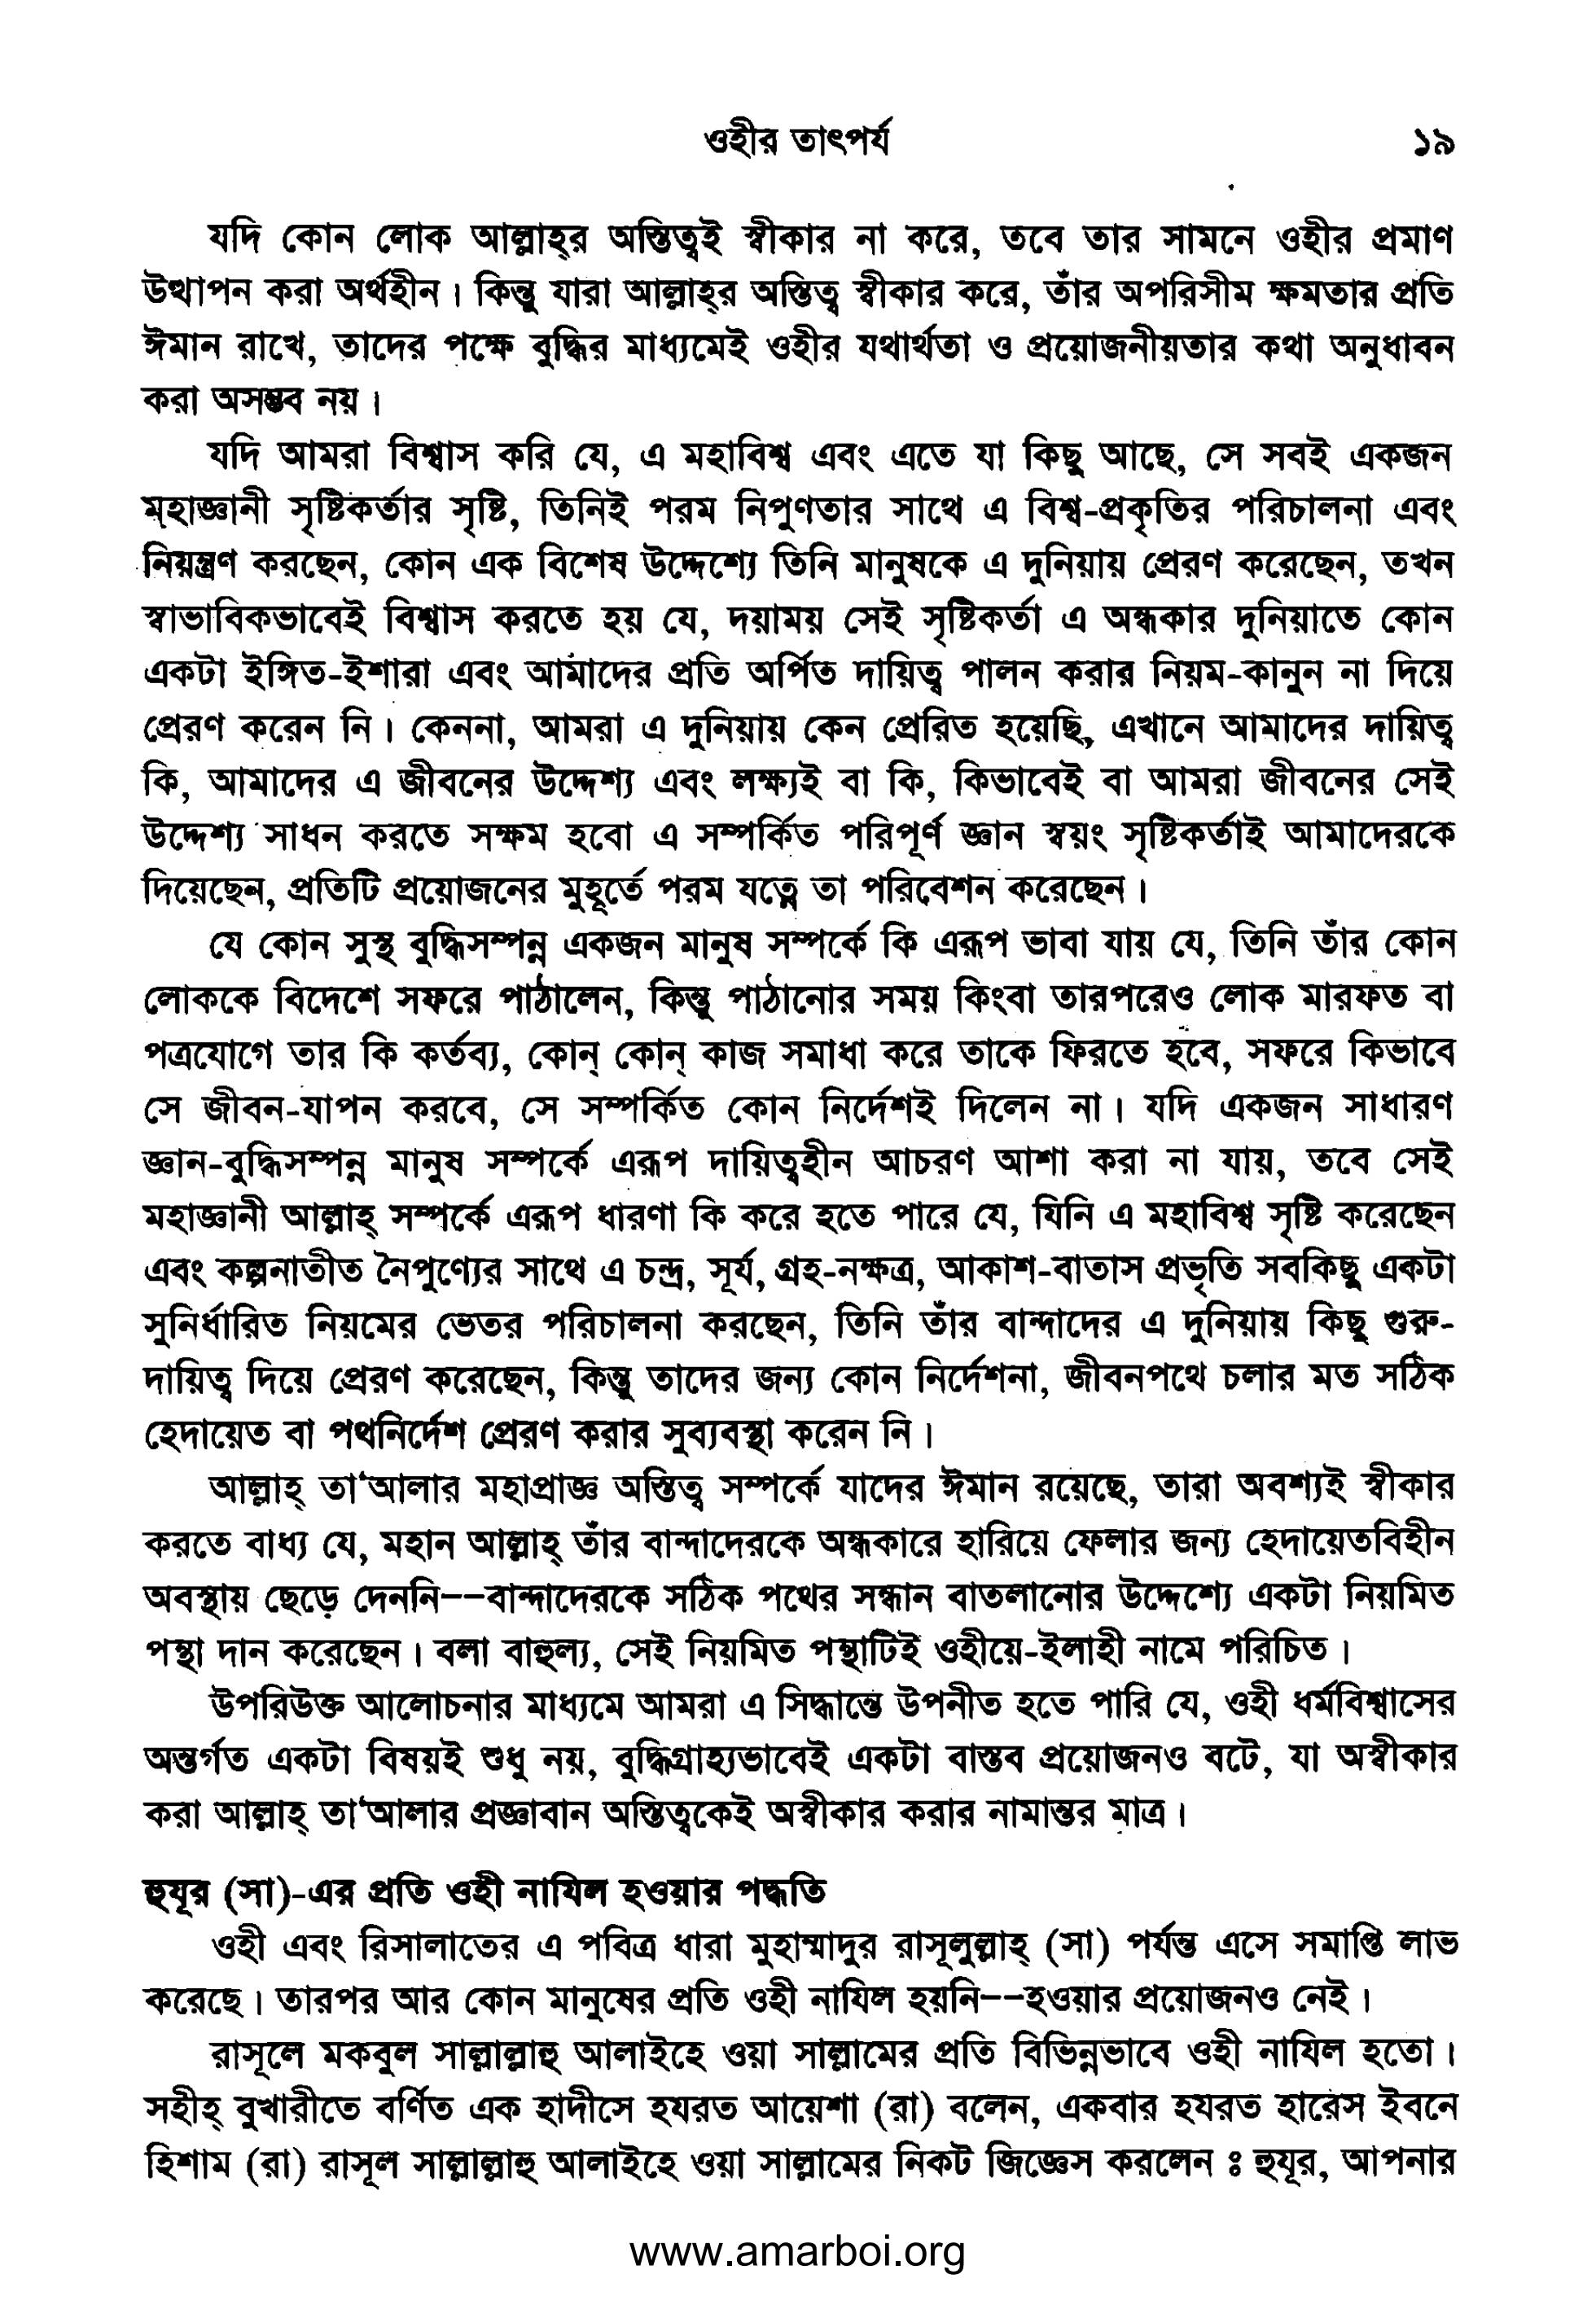 ওহীর তাৎপর্য ১৯
যদি কোন লোক আল্লাহ্‌র অস্তিত্বই স্বীকার না করে, তবে তার সামনে ওহীর প্রমাণ
উত্থাপন করা অর্থহীন। কিন্তু যারা আল্লাহ্‌র অস্তিত্ব স্বীকার করে, তাঁর অপরিসীম ক্ষমতার প্রতি
ঈমান রাখে, তাদের পক্ষে বুদ্ধির মাধ্যমেই ওহীর যথার্থতা ও প্রয়োজনীয়তার কথা অনুধাবন
করা অসম্ভব নয়।
যদি আমরা বিশ্বাস করি যে, এ মহাবিশ্ব এবং এতে যা কিছু আছে, সে সবই একজন
মহাজ্ঞানী সৃষ্টিকর্তার সৃষ্টি, তিনিই পরম নিপুণতার সাথে এ বিশ্ব-প্রকৃতির পরিচালনা এবং
নিয়ন্ত্রণ করছেন, কোন এক বিশেষ উদ্দেশ্যে তিনি মানুষকে এ দুনিয়ায় প্রেরণ করেছেন, তখন
স্বাভাবিকভাবেই বিশ্বাস করতে হয় যে, দয়াময় সেই সৃষ্টিকর্তা এ অন্ধকার দুনিয়াতে কোন
একটা ইঙ্গিত-ইশারা এবং আমাদের প্রতি অর্পিত দায়িত্ব পালন করার নিয়ম-কানুন না দিয়ে
প্রেরণ করেন নি। কেননা, আমরা এ দুনিয়ায় কেন প্রেরিত হয়েছি, এখানে আমাদের দায়িত্ব
কি, আমাদের এ জীবনের উদ্দেশ্য এবং লক্ষ্যই বা কি, কিভাবেই বা আমরা জীবনের সেই
উদ্দেশ্য সাধন করতে সক্ষম হবো এ সম্পর্কিত পরিপূর্ণ জ্ঞান স্বয়ং সৃষ্টিকর্তাই আমাদেরকে
দিয়েছেন, প্রতিটি প্রয়োজনের মুহূর্তে পরম যত্নে তা পরিবেশন করেছেন।
যে কোন সুস্থ বুদ্ধিসম্পন্ন একজন মানুষ সম্পর্কে কি এরূপ ভাবা যায় যে, তিনি তাঁর কোন
লোককে বিদেশে সফরে পাঠালেন, কিন্তু পাঠানোর সময় কিংবা তারপরেও লোক মারফত বা
পত্রযোগে তার কি কর্তব্য, কোন্ কোন্ কাজ সমাধা করে তাকে ফিরতে হবে, সফরে কিভাবে
সে জীবন-যাপন করবে, সে সম্পর্কিত কোন নির্দেশই দিলেন না। যদি একজন সাধারণ
জ্ঞান-বুদ্ধিসম্পন্ন মানুষ সম্পর্কে এরূপ দায়িত্বহীন আচরণ আশা করা না যায়, তবে সেই
মহাজ্ঞানী আল্লাহ্ সম্পর্কে এরূপ ধারণা কি করে হতে পারে যে, যিনি এ মহাবিশ্ব সৃষ্টি করেছেন
এবং কল্পনাতীত নৈপুণ্যের সাথে এ চন্দ্র, সূর্য, গ্রহ-নক্ষত্র, আকাশ-বাতাস প্রভৃতি সবকিছু একটা
সুনির্ধারিত নিয়মের ভেতর পরিচালনা করছেন, তিনি তাঁর বান্দাদের এ দুনিয়ায় কিছু গুরু-
দায়িত্ব দিয়ে প্রেরণ করেছেন, কিন্তু তাদের জন্য কোন নির্দেশনা, জীবনপথে চলার মত সঠিক
হেদায়েত বা পথনির্দেশ প্রেরণ করার সুব্যবস্থা করেন নি।
আল্লাহ্ তা‘আলার মহাপ্রাজ্ঞ অস্তিত্ব সম্পর্কে যাদের ঈমান রয়েছে, তারা অবশ্যই স্বীকার
করতে বাধ্য যে, মহান আল্লাহ্ তাঁর বান্দাদেরকে অন্ধকারে হারিয়ে ফেলার জন্য হেদায়েতবিহীন
অবস্থায় ছেড়ে দেননি--বান্দাদেরকে সঠিক পথের সন্ধান বাতলানোর উদ্দেশ্যে একটা নিয়মিত
পন্থা দান করেছেন। বলা বাহুল্য, সেই নিয়মিত পন্থাটিই ওহীয়ে-ইলাহী নামে পরিচিত।
উপরিউক্ত আলোচনার মাধ্যমে আমরা এ সিদ্ধান্তে উপনীত হতে পারি যে, ওহী ধর্মবিশ্বাসের
অন্তর্গত একটা বিষয়ই শুধু নয়, বুদ্ধিগ্রাহ্যভাবেই একটা বাস্তব প্রয়োজনও বটে, যা অস্বীকার
করা আল্লাহ্ তা‘আলার প্রজ্ঞাবান অস্তিত্বকেই অস্বীকার করার নামান্তর মাত্র।
হুযূর (সা)-এর প্রতি ওহী নাযিল হওয়ার পদ্ধতি
ওহী এবং রিসালাতের এ পবিত্র ধারা মুহাম্মাদুর রাসূলুল্লাহ্ (সা) পর্যন্ত এসে সমাপ্তি লাভ
করেছে। তারপর আর কোন মানুষের প্রতি ওহী নাযিল হয়নি--হওয়ার প্রয়োজনও নেই।
রাসূলে মকবুল সাল্লাল্লাহু আলাইহে ওয়া সাল্লামের প্রতি বিভিন্নভাবে ওহী নাযিল হতো।
সহীহ্ বুখারীতে বর্ণিত এক হাদীসে হযরত আয়েশা (রা) বলেন, একবার হযরত হারেস ইবনে
হিশাম (রা) রাসূল সাল্লাল্লাহু আলাইহে ওয়া সাল্লামের নিকট জিজ্ঞেস করলেন ঃ হুযূর, আপনার
www.amarboi.org